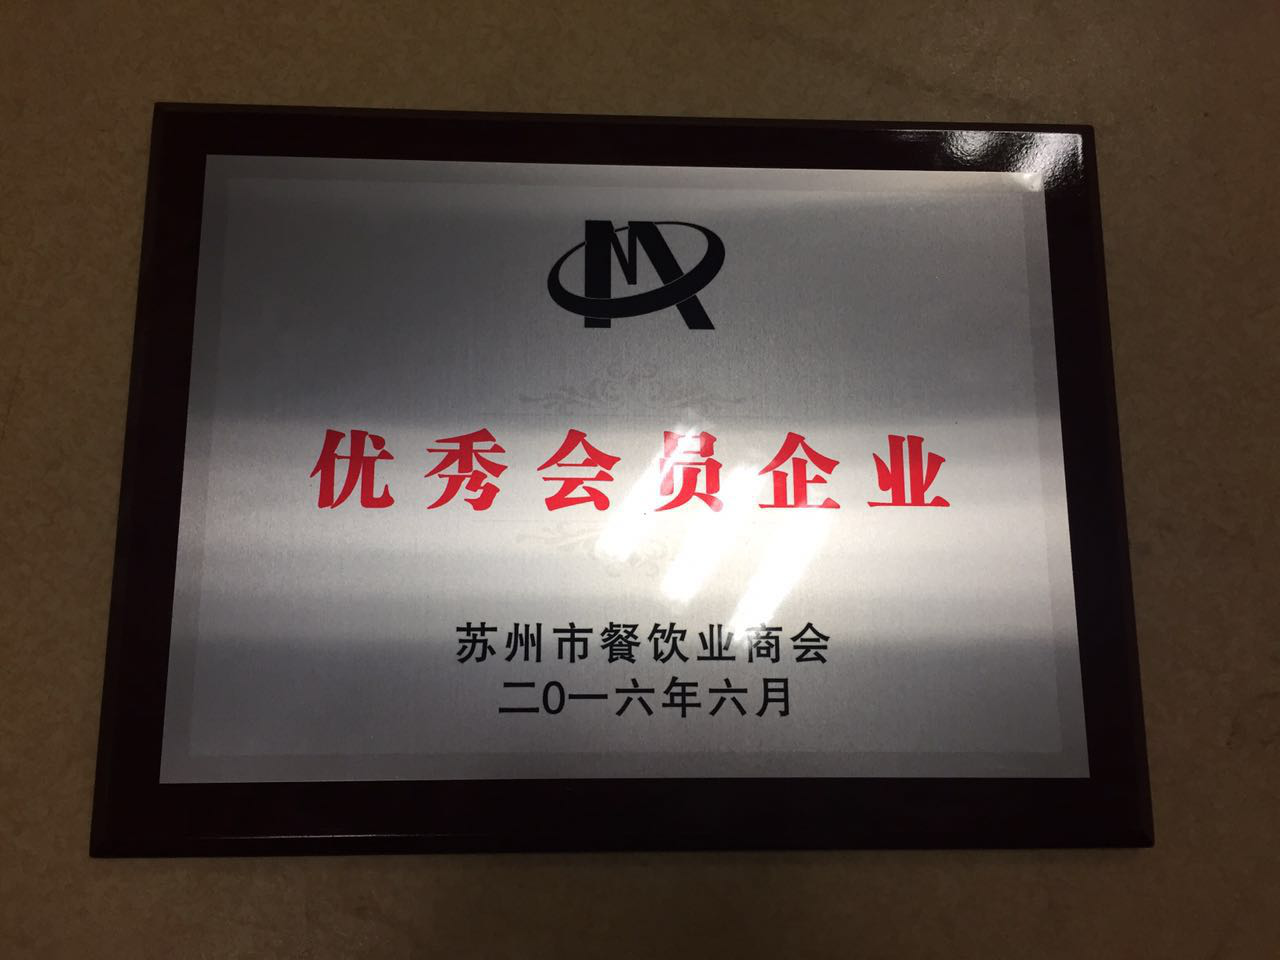 优秀会员企业
苏州市餐饮业商会
二0一六年六月